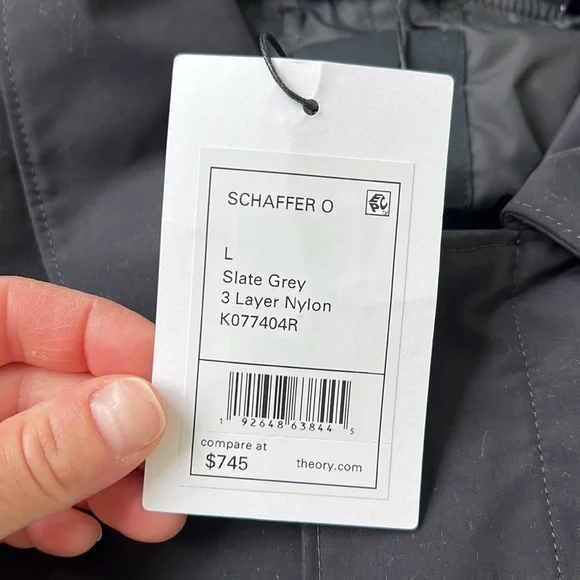 SCHAFFER O
L
Slate Grey
3 Layer Nylon
K077404R
1 92648 63844 5
compare at
$745 theory.com